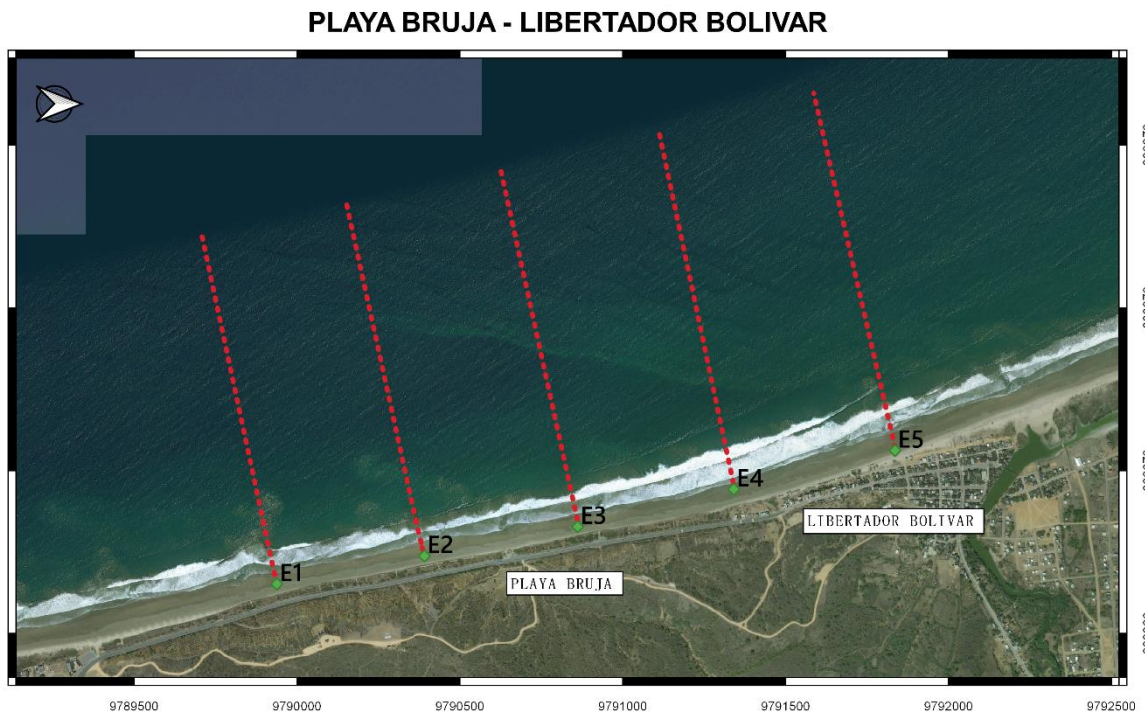 PLAYA BRUJA - LIBERTADOR BOLIVAR
E5
E4
LIBERTADOR BOLIVAR
E3
E2
E1
PLAYA BRUJA
9789500 9790000 9790500 9791000 9791500 9792000 9792500